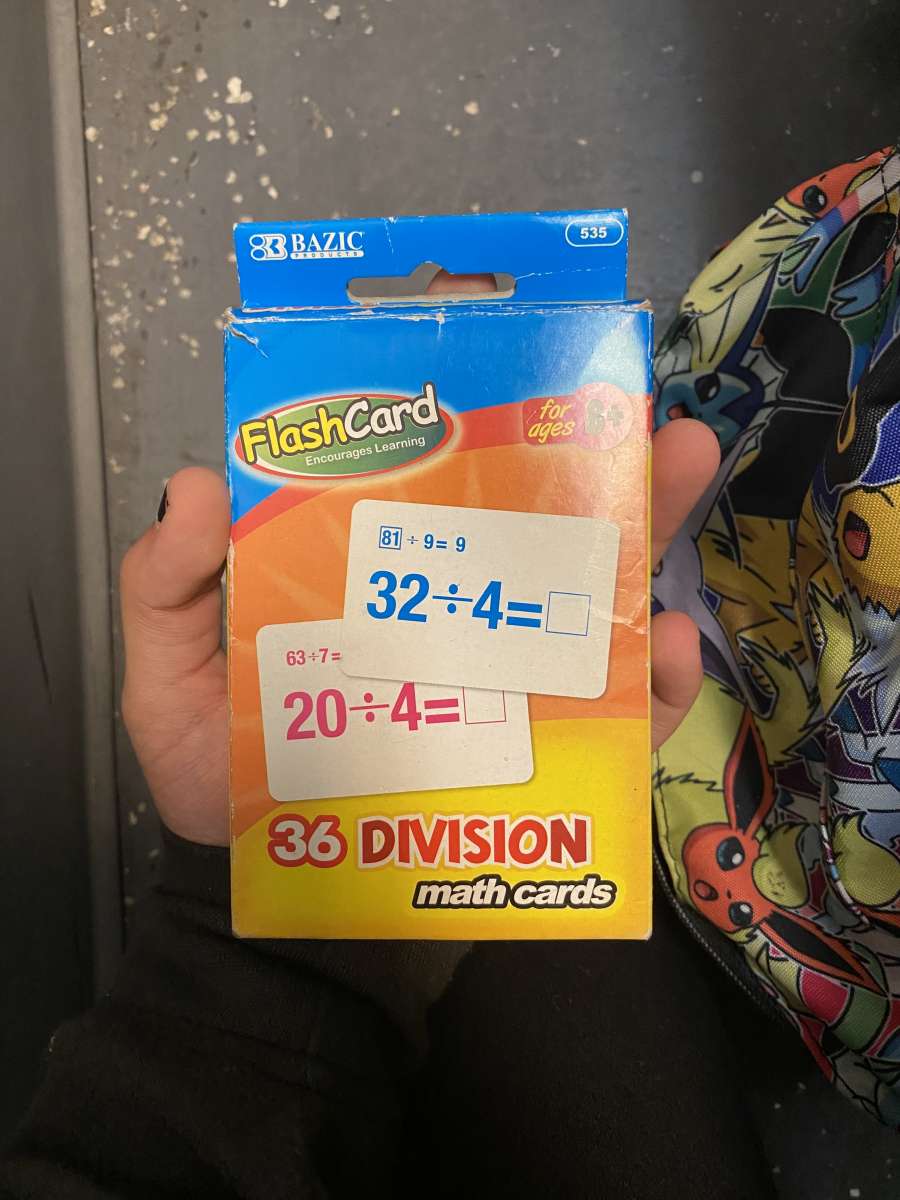 BAZIC
PRODUCTS
535
FlashCard
Encourages Learning
for
ages
81 ÷ 9= 9
32÷4=
63÷7=
20÷4=
36 DIVISION
math cards